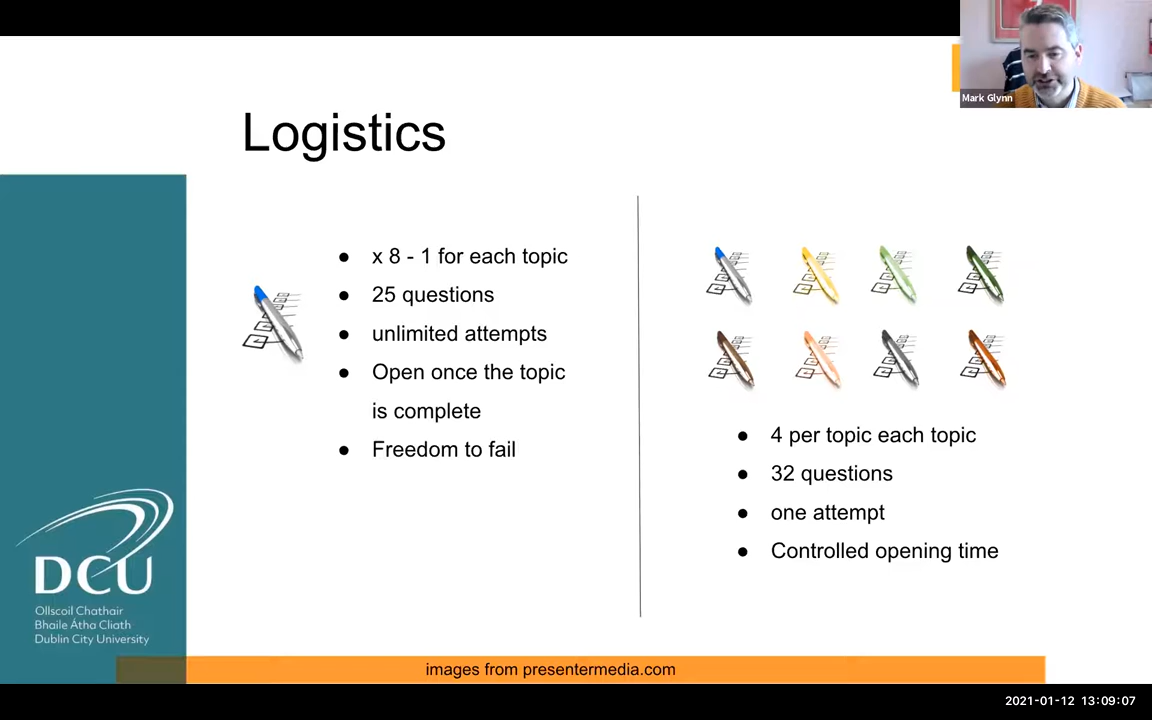 Mark Glynn
Logistics
● x 8 - 1 for each topic
● 25 questions
● unlimited attempts
● Open once the topic
is complete
● Freedom to fail
● 4 per topic each topic
● 32 questions
● one attempt
● Controlled opening time
DCU
Ollscoil Chathair
Bhaile Átha Cliath
Dublin City University
images from presentermedia.com
2021-01-12 13:09:07